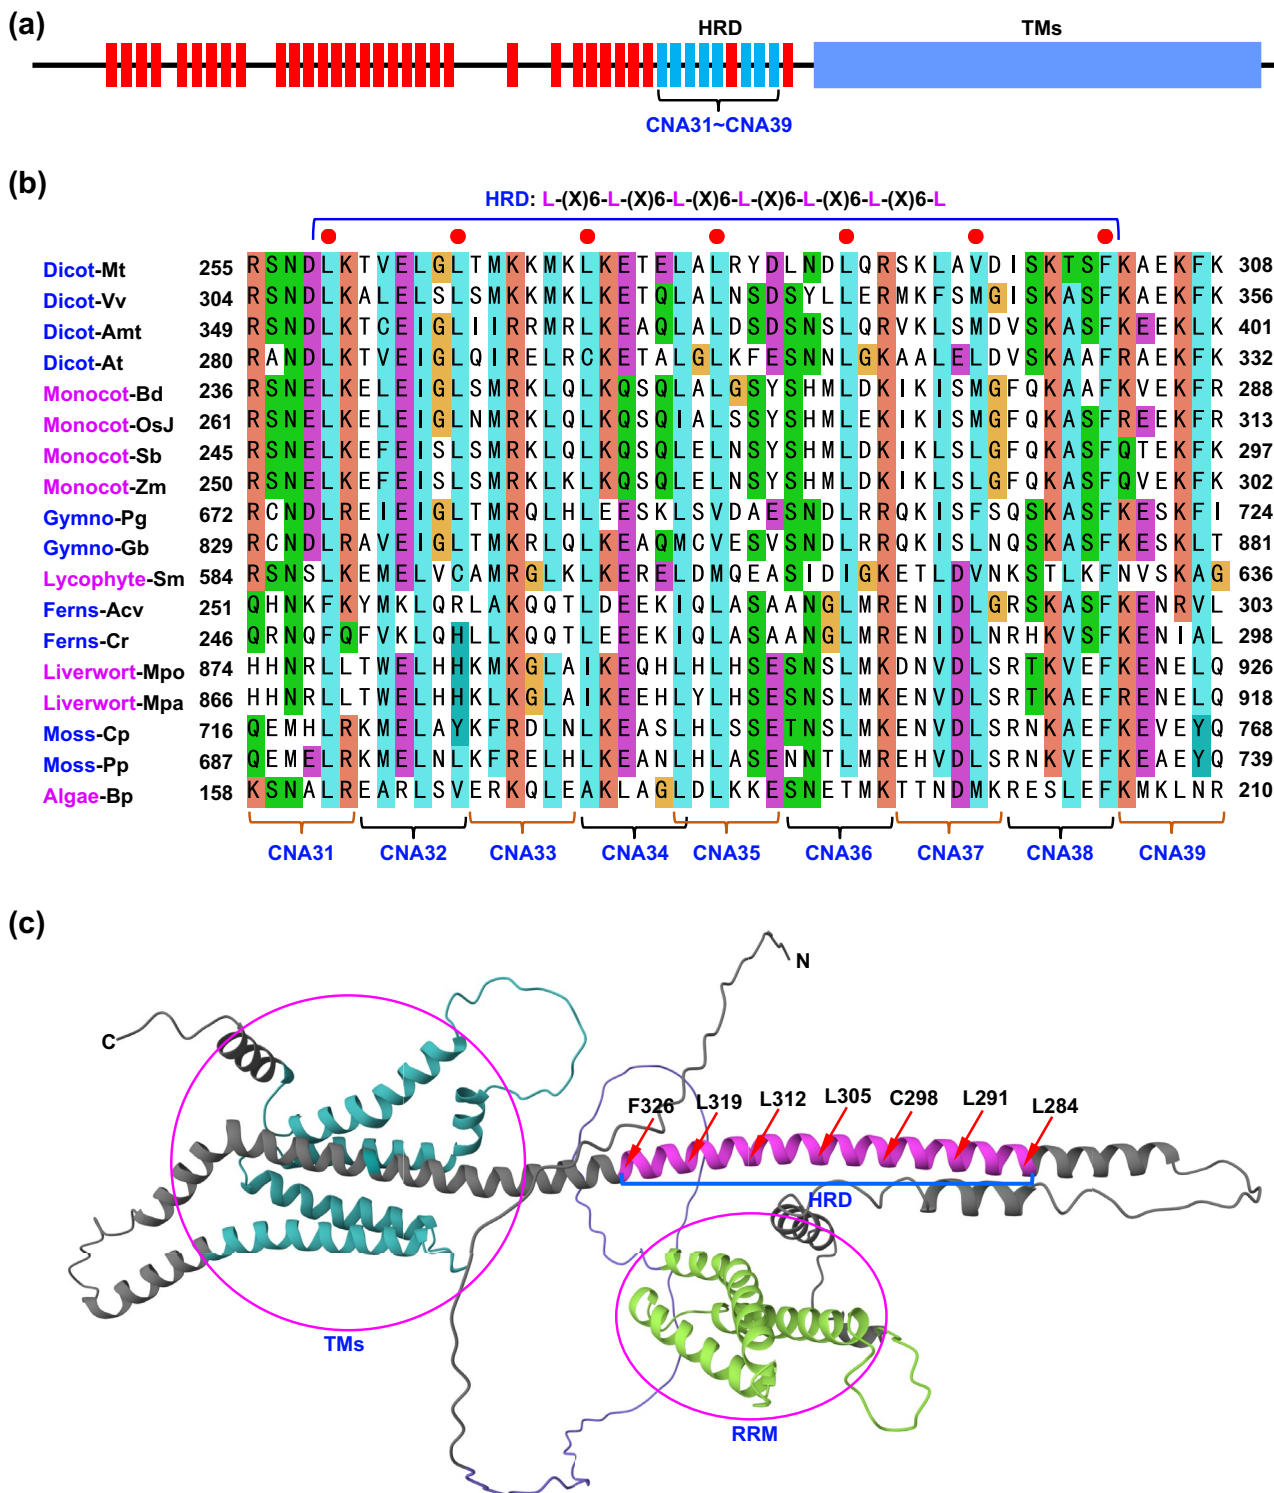 (a)
HRD TMs
CNA31~CNA39
(b)
HRD: L-(X)6-L-(X)6-L-(X)6-L-(X)6-L-(X)6-L-(X)6-L
Dicot-Mt 255 RSNDLKTVELGLTMKKMKLKETELALRYDLNDLQRSKLAVDISKTSFKAEKFK 308
Dicot-Vv 304 RSNDLKALELSLSMKKMKLKETQLALNSDSYLLERMKFSMGISKASFKAEKFK 356
Dicot-Amt 349 RSNDLKTCEIGLIIRRMRLKEAQLALDSDSNSLQRVKLSMDVSKASFKEEKLK 401
Dicot-At 280 RANDLKTVEIGLQIRELRCKETALGLKFESNNLGKAALELDVSKAAFRAEKFK 332
Monocot-Bd 236 RSNELKELEIGLSMRKLQLKQSQLALGSYSHMLDKIKISMGFQKAAFKVEKFR 288
Monocot-OsJ 261 RSNELKELEIGLNMRKLQLKQSQIALSSYSHMLEKIKISMGFQKASFREEKFR 313
Monocot-Sb 245 RSNELKEFEISLSMRKLQLKQSQLELNSYSHMLDKIKLSLGFQKASFQTEKFK 297
Monocot-Zm 250 RSNELKEFEISLSMRKLKLKQSQLELNSYSHMLDKIKLSLGFQKASFQVEKFK 302
Gymno-Pg 672 RCNDLREIEIGLTMRQLHLEESKLSVDAESNDLRRQKISFSQSKASFKESKFI 724
Gymno-Gb 829 RCNDLRAVEIGLTMKRLQLKEAQMCVESVSNDLRRQKISLNQSKASFKESKLT 881
Lycophyte-Sm 584 RSNSLKEMELVCAMRGLKLKERELDMQEASIDIGKETLDVNKSTLKFNVSKAG 636
Ferns-Acv 251 QHNKFKYMKLQRLAKQQTLDEEKIQLASAANGLMRENIDLGRSKASFKENRVL 303
Ferns-Cr 246 QRNQFQFVKLQHLLKQQTLEEEKIQLASAANGLMRENIDLNRHKVSFKENIAL 298
Liverwort-Mpo 874 HHNRLLTWELHHKMKGLAIKEQHLHLHSESNSLMKDNVDLSRTKVEFKENELQ 926
Liverwort-Mpa 866 HHNRLLTWELHHKLKGLAIKEEHLYLHSESNSLMKENVDLSRTKAEFRENELQ 918
Moss-Cp 716 QEMHLRKMELAYKFRDLNLKEASLHLSSETNSLMKENVDLSRNKAEFKEVEYQ 768
Moss-Pp 687 QEMELRKMELNLKFRELHLKEANLHLASENNTLMREHVDLSRNKVEFKEAEYQ 739
Algae-Bp 158 KSNALREARLSVERKQLEAKLAGLDLKKESNETMKTTNDMKRESLEFKMKLNR 210
CNA31 CNA32 CNA33 CNA34 CNA35 CNA36 CNA37 CNA38 CNA39
(c)
N
C
F326 L319 L312 L305 C298 L291 L284
HRD
TMs
RRM